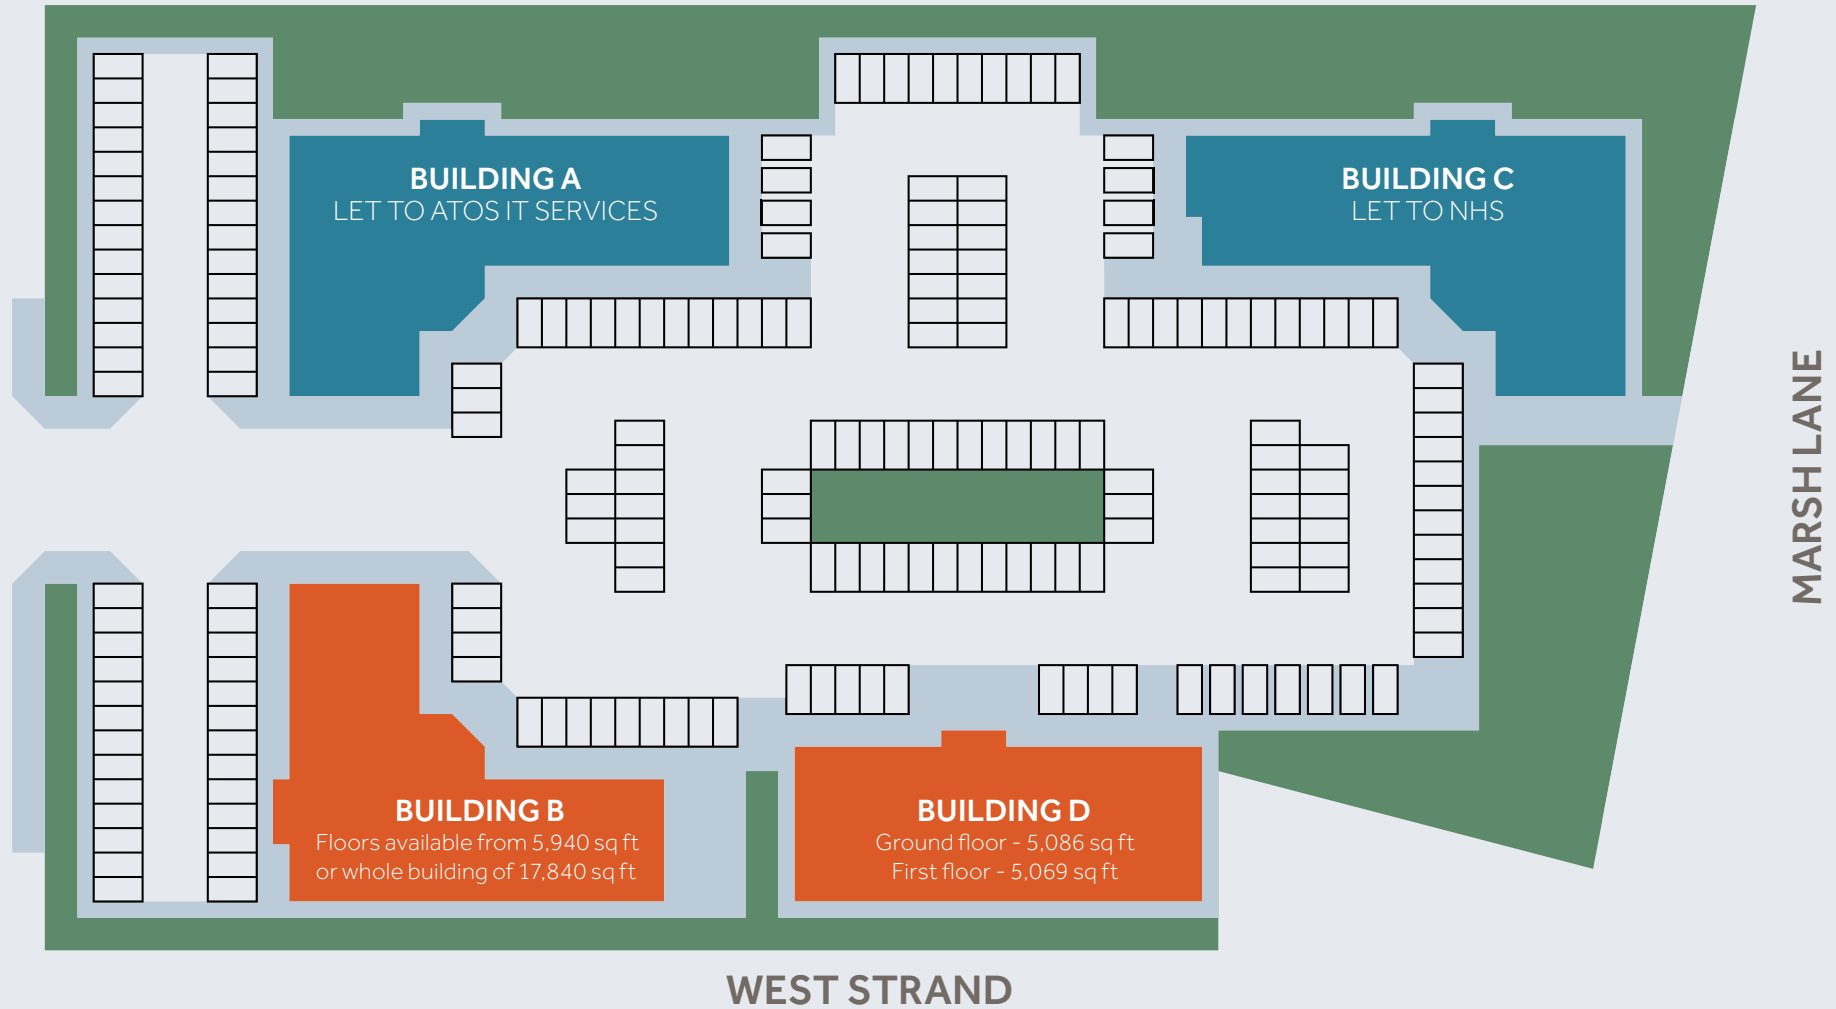 BUILDING A
LET TO ATOS IT SERVICES
BUILDING C
LET TO NHS
MARSH LANE
BUILDING B
Floors available from 5,940 sq ft
or whole building of 17,840 sq ft
BUILDING D
Ground floor - 5,086 sq ft
First floor - 5,069 sq ft
WEST STRAND